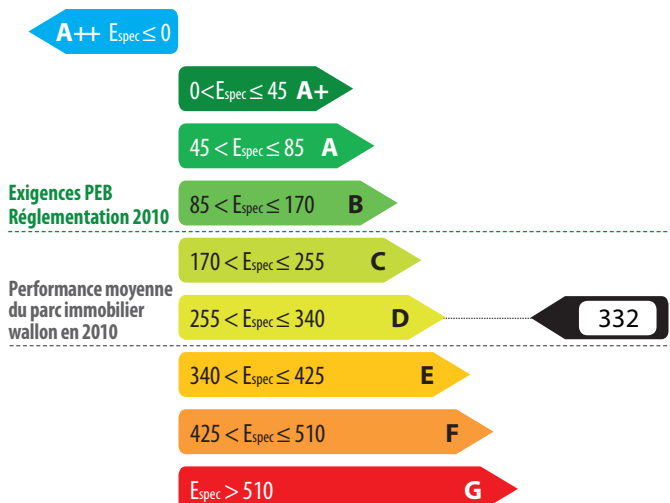 A++ Espec ≤ 0
0<Espec ≤ 45 A+
45 < Espec ≤ 85 A
Exigences PEB
Réglementation 2010
85 < Espec ≤ 170 B
170 < Espec ≤ 255 C
Performance moyenne
du parc immobilier
wallon en 2010
255 < Espec ≤ 340 D
332
340 < Espec ≤ 425 E
425 < Espec ≤ 510 F
Espec > 510 G